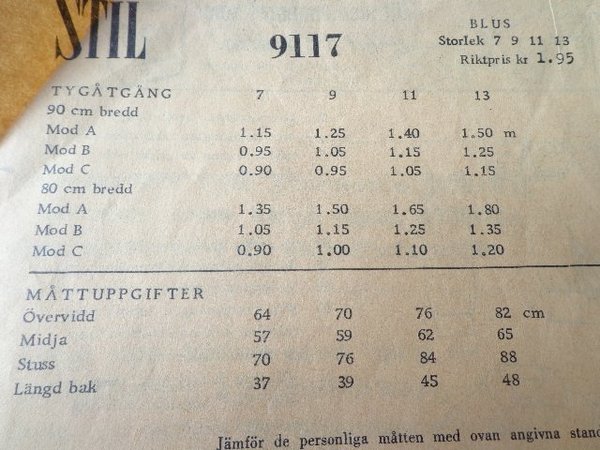 STIL 9117 BLUS
Storlek 7 9 11 13
Riktpris kr 1.95
TYGÅTGÅNG 7 9 11 13
90 cm bredd
Mod A 1.15 1.25 1.40 1.50 m
Mod B 0.95 1.05 1.15 1.25
Mod C 0.90 0.95 1.05 1.15
80 cm bredd
Mod A 1.35 1.50 1.65 1.80
Mod B 1.05 1.15 1.25 1.35
Mod C 0.90 1.00 1.10 1.20
MÅTTUPPGIFTER
Övervidd 64 70 76 82 cm
Midja 57 59 62 65
Stuss 70 76 84 88
Längd bak 37 39 45 48
Jämför de personliga måtten med ovan angivna stand